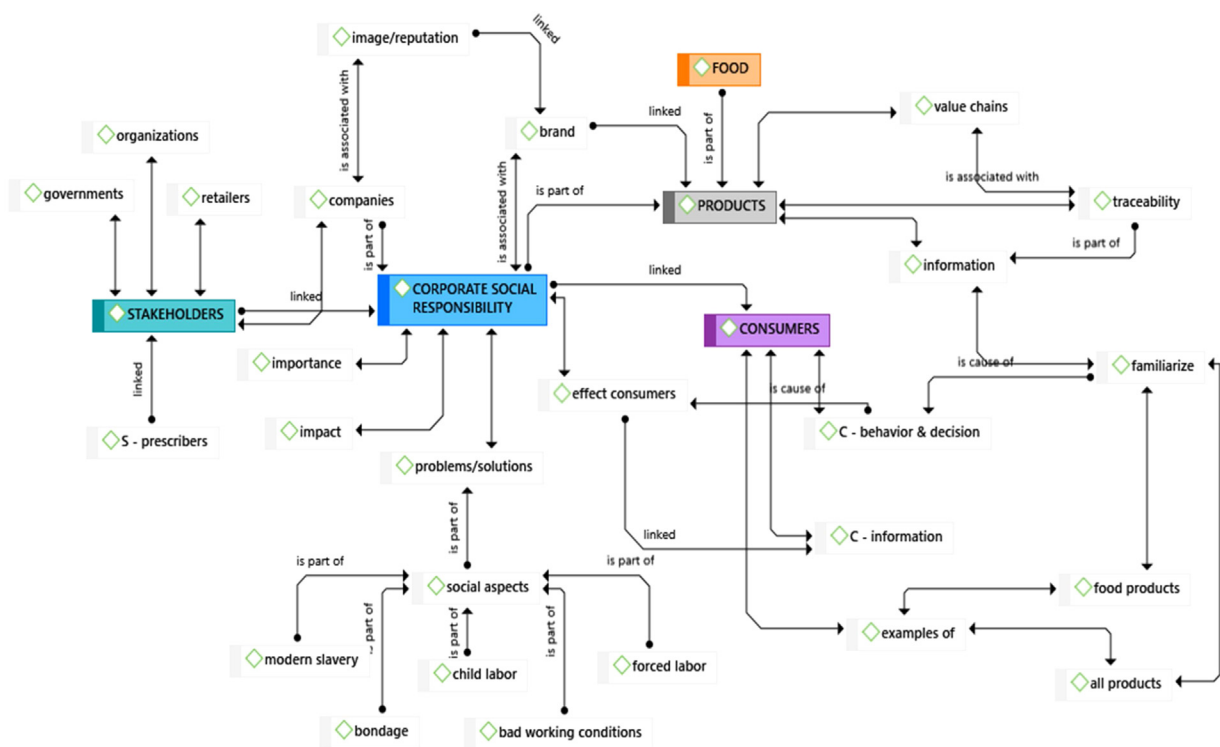 image/reputation
linked
FOOD
value chains
organizations
is associated with
brand
linked
is part of
governments
retailers
companies
is part of
is associated with
is part of
PRODUCTS
is associated with
traceability
is part of
information
linked
CORPORATE SOCIAL
RESPONSIBILITY
linked
STAKEHOLDERS
CONSUMERS
importance
is cause of
familiarize
linked
effect consumers
is cause of
impact
S - prescribers
C - behavior & decision
problems/solutions
is part of
linked
C - information
is part of
is part of
social aspects
food products
is part of
is part of
is part of
examples of
modern slavery
child labor
forced labor
all products
bondage
bad working conditions